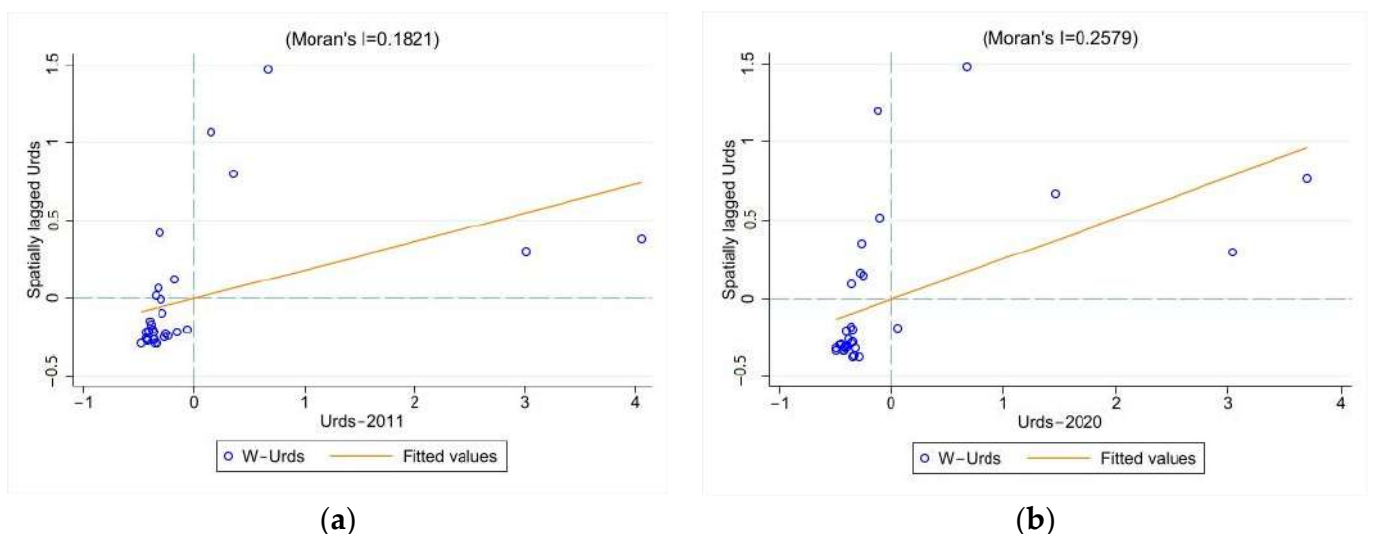 (Moran's I=0.1821)
Spatially lagged Urds
1.5
1
0.5
0
−0.5
−1
0
1
2
3
4
Urds−2011
W−Urds
Fitted values
(a)
(Moran's I=0.2579)
Spatially lagged Urds
1.5
1
0.5
0
−0.5
−1
0
1
2
3
4
Urds−2020
W−Urds
Fitted values
(b)